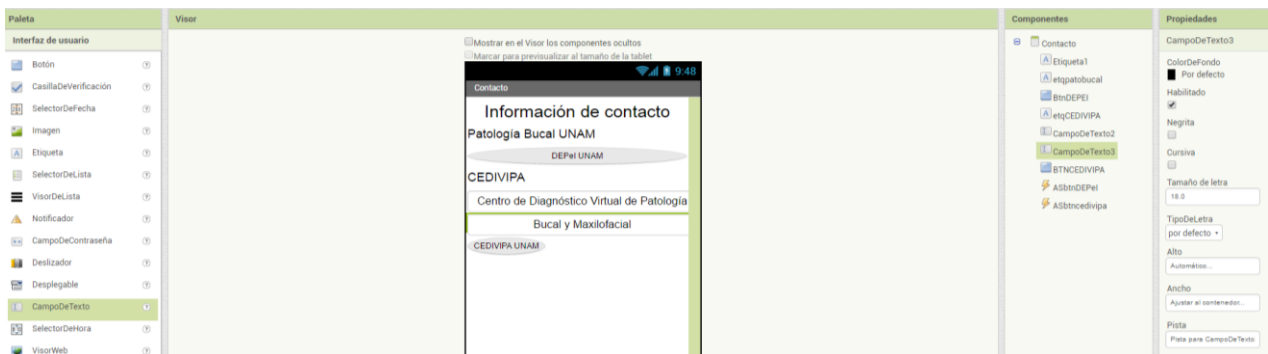 Paleta
Interfaz de usuario
Botón
CasillaDeVerificación
SelectorDeFecha
Imagen
Etiqueta
SelectorDeLista
VisorDeLista
Notificador
CampoDeContraseña
Deslizador
Desplegable
CampoDeTexto
SelectorDeHora
VisorWeb
Visor
Mostrar en el Visor los componentes ocultos
Marcar para previsualizar al tamaño de la tablet
9:48
Contacto
Información de contacto
Patología Bucal UNAM
DEPeI UNAM
CEDIVIPA
Centro de Diagnóstico Virtual de Patología
Bucal y Maxilofacial
CEDIVIPA UNAM
Componentes
Contacto
Etiqueta1
etqpatobucal
BtnDEPEI
etqCEDIVIPA
CampoDeTexto2
CampoDeTexto3
BTNCEDIVIPA
ASbtnDEPeI
ASbtncedivipa
Propiedades
CampoDeTexto3
ColorDeFondo
Por defecto
Habilitado
Negrita
Cursiva
Tamaño de letra
18.0
TipoDeLetra
por defecto
Alto
Automático...
Ancho
Ajustar al contenedor...
Pista
Pista para CampoDeTexto